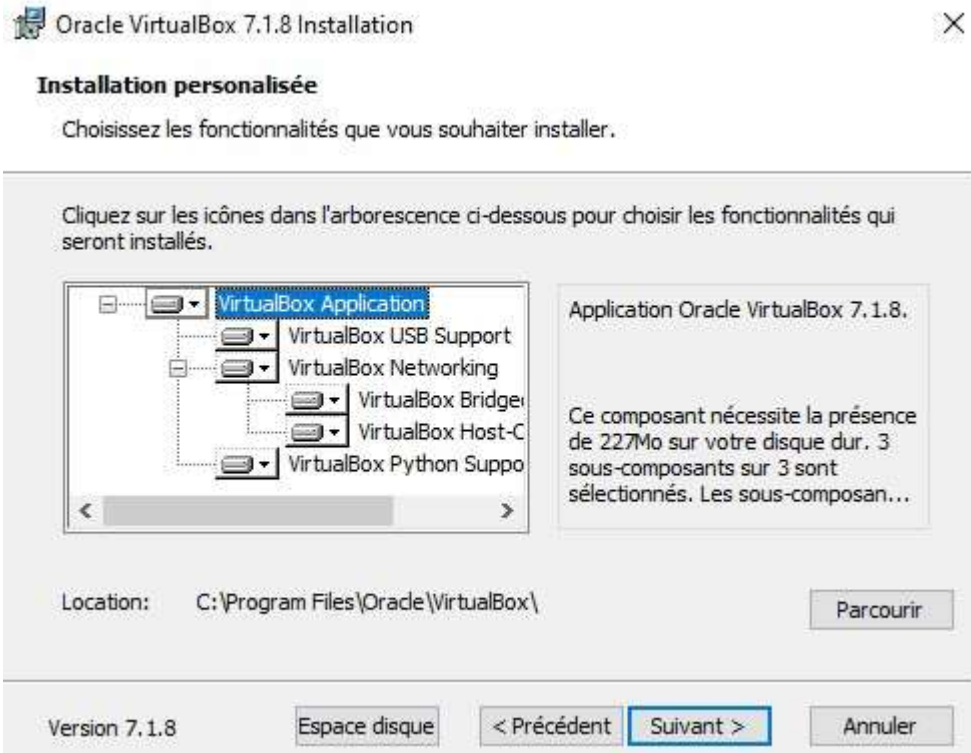 Oracle VirtualBox 7.1.8 Installation
Installation personalisée
Choisissez les fonctionnalités que vous souhaiter installer.
Cliquez sur les icônes dans l'arborescence ci-dessous pour choisir les fonctionnalités qui
seront installés.
VirtualBox Application
VirtualBox USB Support
VirtualBox Networking
VirtualBox Bridge
VirtualBox Host-C
VirtualBox Python Suppo
Application Oracle VirtualBox 7.1.8.
Ce composant nécessite la présence
de 227Mo sur votre disque dur. 3
sous-composants sur 3 sont
sélectionnés. Les sous-composan...
Location: C:\Program Files\Oracle\VirtualBox\
Parcourir
Version 7.1.8
Espace disque
< Précédent
Suivant >
Annuler